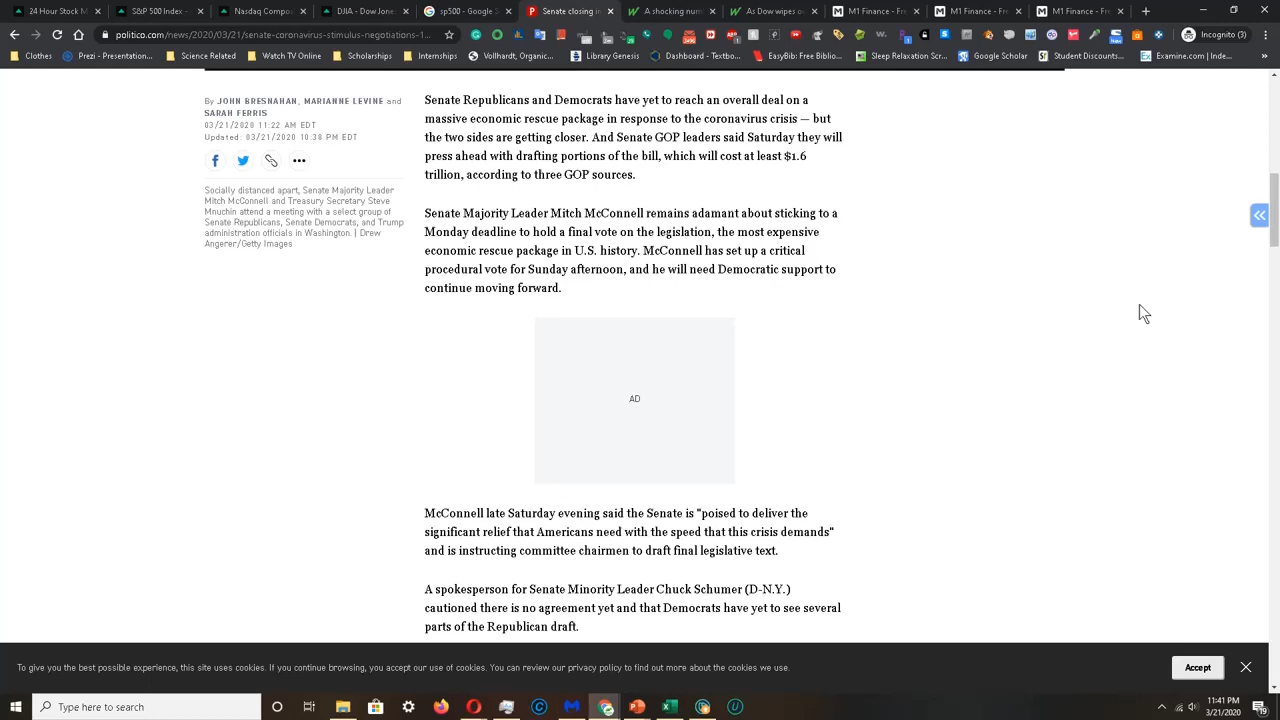 24 Hour Stock M
S&P 500 Index -
Nasdaq Compos
DJIA - Dow Jone
sp500 - Google S
Senate closing in
A shocking num
As Dow wipes o
M1 Finance - Fre
M1 Finance - Fre
M1 Finance - Fre
politico.com/news/2020/03/21/senate-coronavirus-stimulus-negotiations-1...
Incognito (3)
Clothes
Prezi - Presentation...
Science Related
Watch TV Online
Scholarships
Internships
Vollhardt, Organic...
Library Genesis
Dashboard - Textbo...
EasyBib: Free Biblio...
Sleep Relaxation Scr...
Google Scholar
Student Discounts...
Examine.com | Inde...
By JOHN BRESNAHAN, MARIANNE LEVINE and
SARAH FERRIS
03/21/2020 11:22 AM EDT
Updated: 03/21/2020 10:38 PM EDT
Socially distanced apart, Senate Majority Leader
Mitch McConnell and Treasury Secretary Steve
Mnuchin attend a meeting with a select group of
Senate Republicans, Senate Democrats, and Trump
administration officials in Washington. | Drew
Angerer/Getty Images
Senate Republicans and Democrats have yet to reach an overall deal on a
massive economic rescue package in response to the coronavirus crisis — but
the two sides are getting closer. And Senate GOP leaders said Saturday they will
press ahead with drafting portions of the bill, which will cost at least $1.6
trillion, according to three GOP sources.
Senate Majority Leader Mitch McConnell remains adamant about sticking to a
Monday deadline to hold a final vote on the legislation, the most expensive
economic rescue package in U.S. history. McConnell has set up a critical
procedural vote for Sunday afternoon, and he will need Democratic support to
continue moving forward.
AD
McConnell late Saturday evening said the Senate is "poised to deliver the
significant relief that Americans need with the speed that this crisis demands"
and is instructing committee chairmen to draft final legislative text.
A spokesperson for Senate Minority Leader Chuck Schumer (D-N.Y.)
cautioned there is no agreement yet and that Democrats have yet to see several
parts of the Republican draft.
To give you the best possible experience, this site uses cookies. If you continue browsing, you accept our use of cookies. You can review our privacy policy to find out more about the cookies we use.
Accept
Type here to search
11:41 PM
3/21/2020